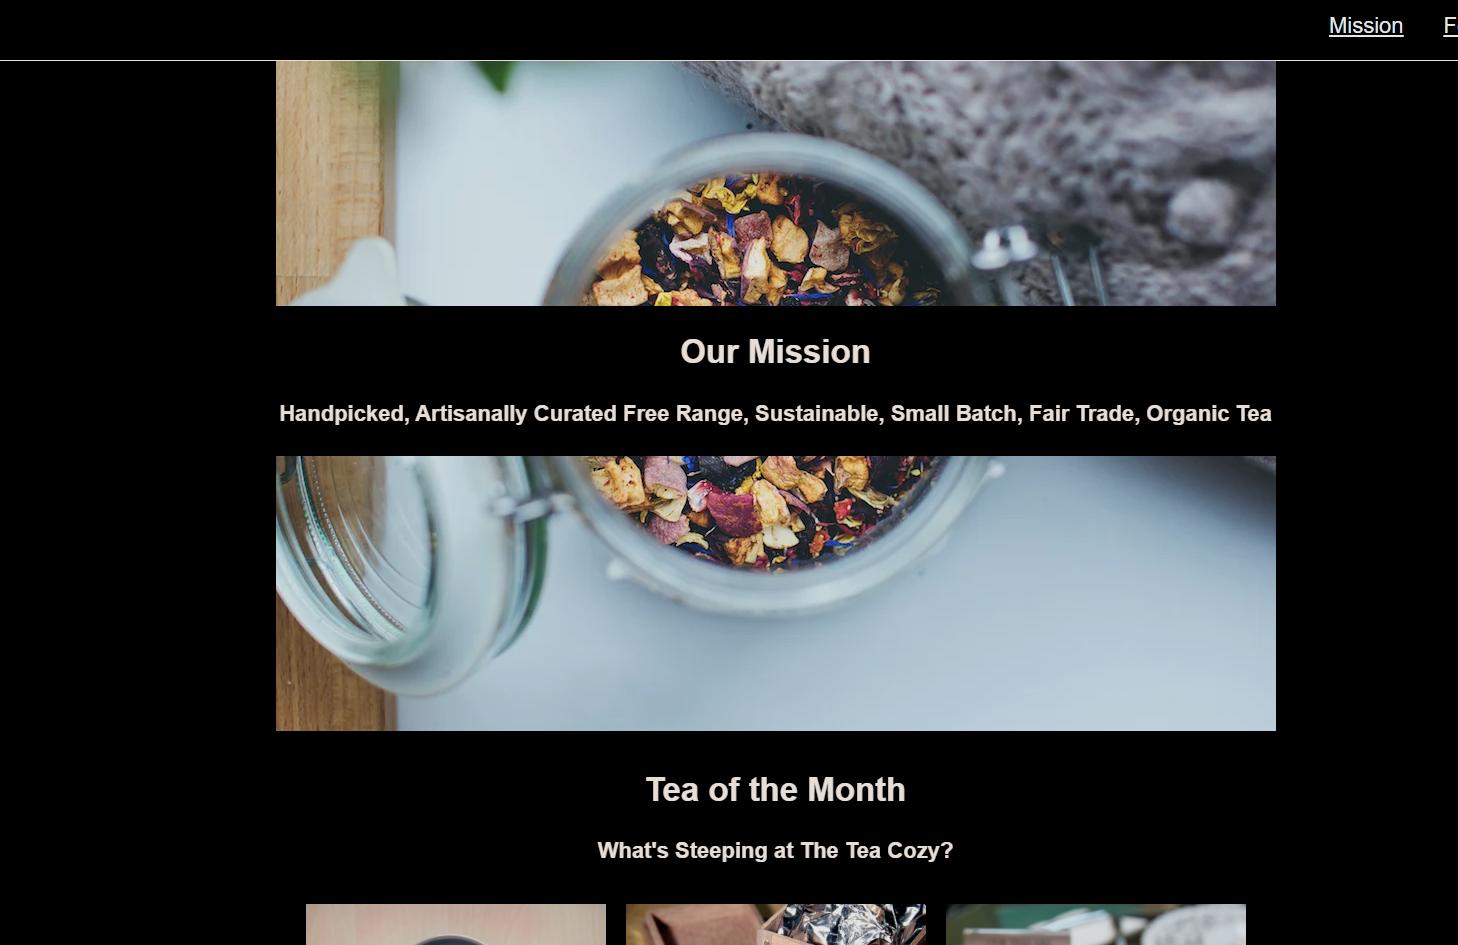 Mission
Our Mission
Handpicked, Artisanally Curated Free Range, Sustainable, Small Batch, Fair Trade, Organic Tea
Tea of the Month
What's Steeping at The Tea Cozy?